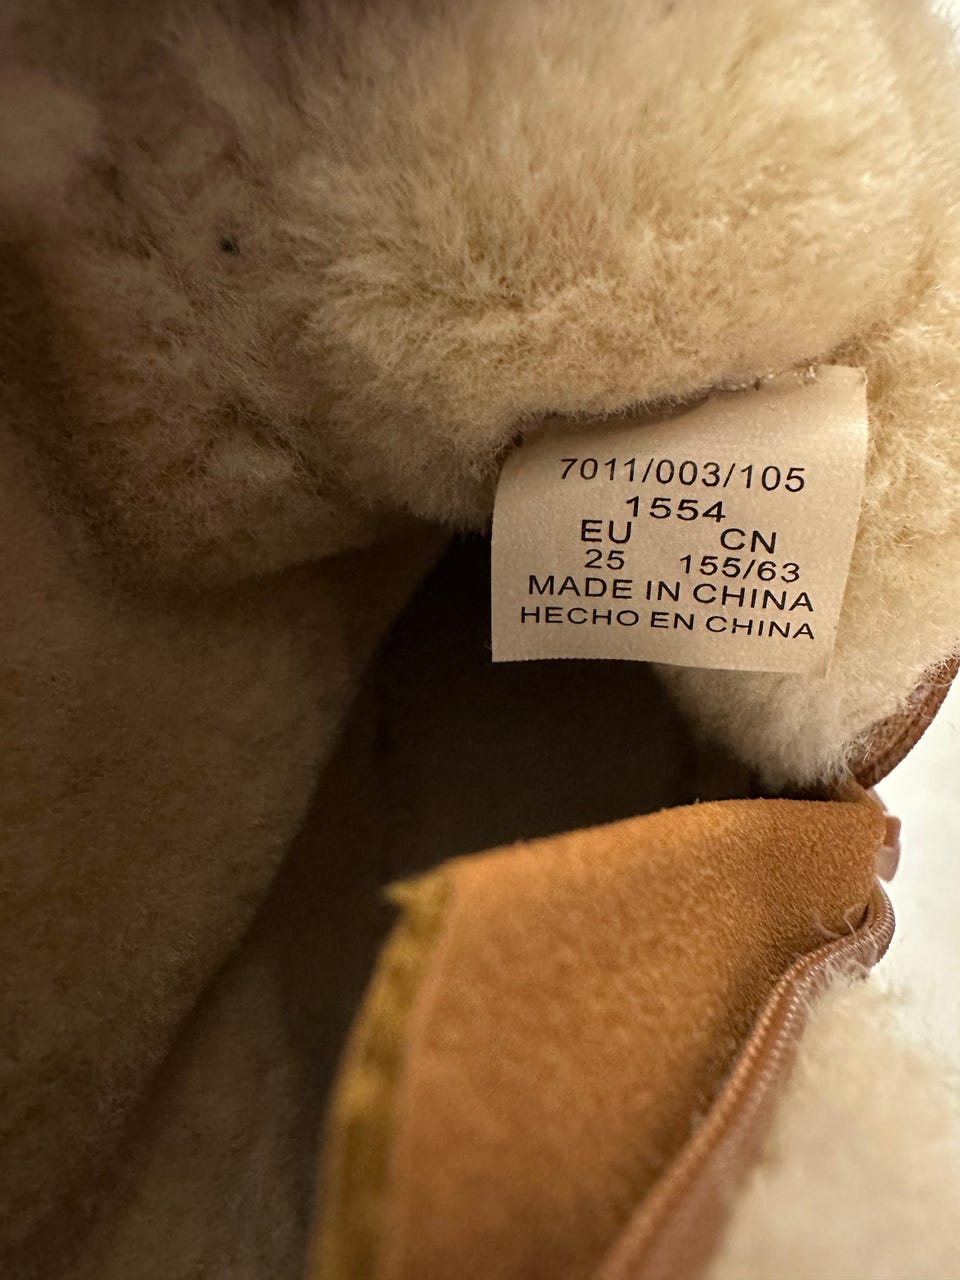 7011/003/105
1554
EU CN
25 155/63
MADE IN CHINA
HECHO EN CHINA